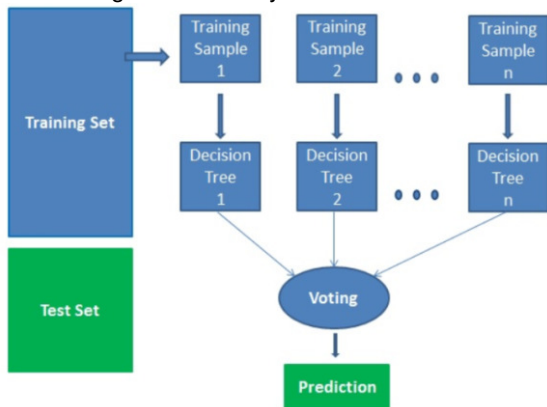 Training Set
Training
Sample
1
Training
Sample
2
Training
Sample
n
Decision
Tree
1
Decision
Tree
2
Decision
Tree
n
Voting
Test Set
Prediction